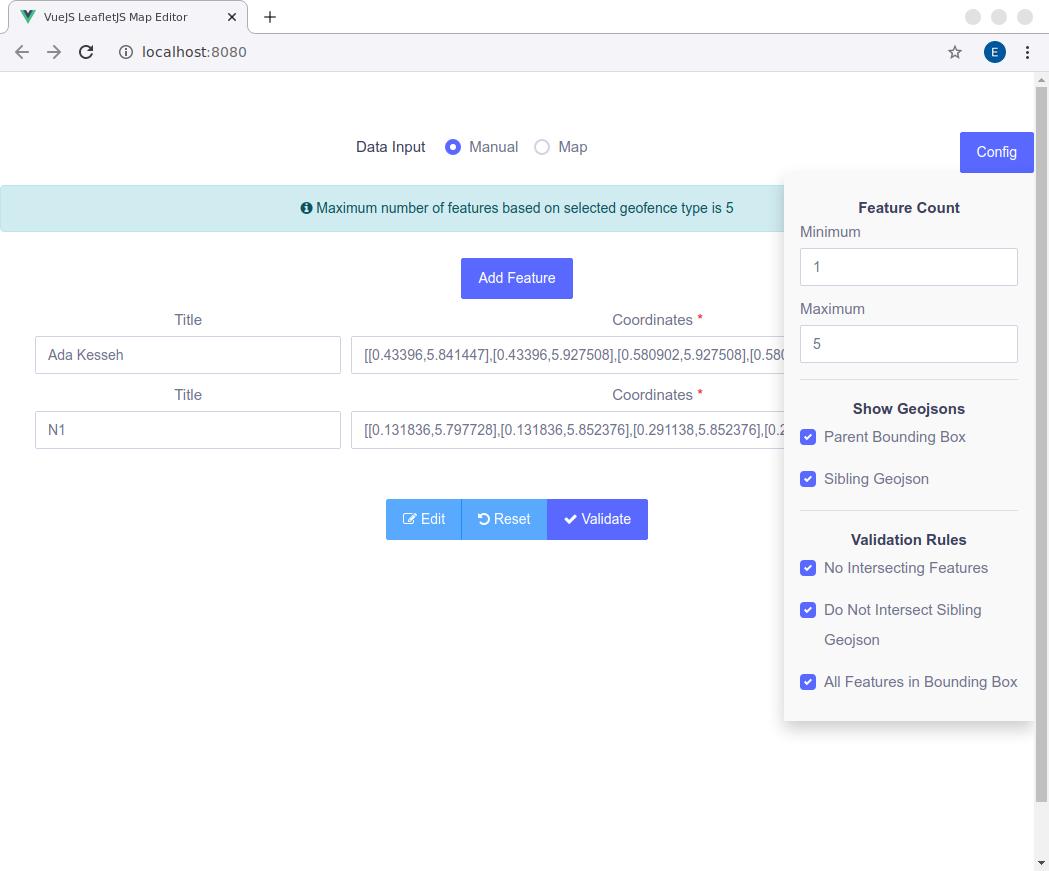 VueJS LeafletJS Map Editor
localhost:8080
E
Data Input Manual Map
Config
Maximum number of features based on selected geofence type is 5
Add Feature
Title Coordinates *
Ada Kesseh [[0.43396,5.841447],[0.43396,5.927508],[0.580902,5.927508],[0.580
Title Coordinates *
N1 [[0.131836,5.797728],[0.131836,5.852376],[0.291138,5.852376],[0.2
Edit Reset Validate
Feature Count
Minimum
1
Maximum
5
Show Geojsons
Parent Bounding Box
Sibling Geojson
Validation Rules
No Intersecting Features
Do Not Intersect Sibling
Geojson
All Features in Bounding Box